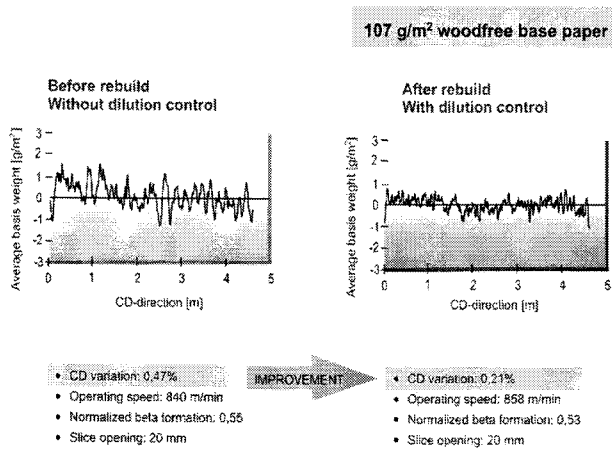 107 g/m² woodfree base paper
Before rebuild
Without dilution control
Average basis weight [g/m²]
3
2
1
0
-1
-2
-3
0
1
2
3
4
5
CD-direction [m]
After rebuild
With dilution control
Average basis weight [g/m²]
3
2
1
0
-1
-2
-3
0
1
2
3
4
5
CD-direction [m]
• CD variation: 0,47%
• Operating speed: 840 m/min
• Normalized beta formation: 0,55
• Slice opening: 20 mm
IMPROVEMENT
• CD variation: 0,21%
• Operating speed: 858 m/min
• Normalized beta formation: 0,53
• Slice opening: 20 mm